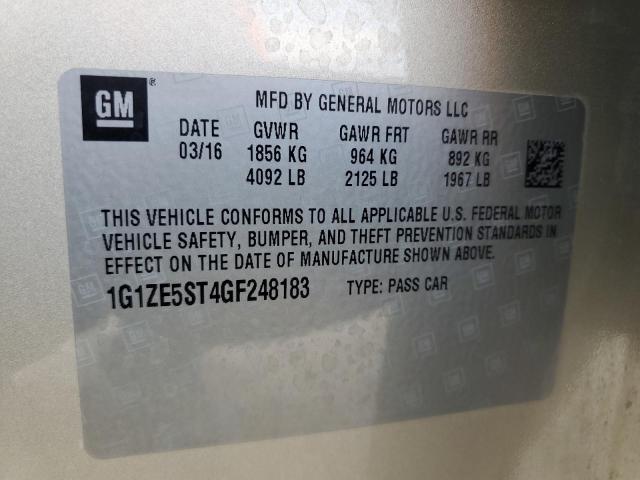 GM®
MFD BY GENERAL MOTORS LLC
DATE GVWR GAWR FRT GAWR RR
03/16 1856 KG 964 KG 892 KG
4092 LB 2125 LB 1967 LB
THIS VEHICLE CONFORMS TO ALL APPLICABLE U.S. FEDERAL MOTOR
VEHICLE SAFETY, BUMPER, AND THEFT PREVENTION STANDARDS IN
EFFECT ON THE DATE OF MANUFACTURE SHOWN ABOVE.
1G1ZE5ST4GF248183 TYPE: PASS CAR